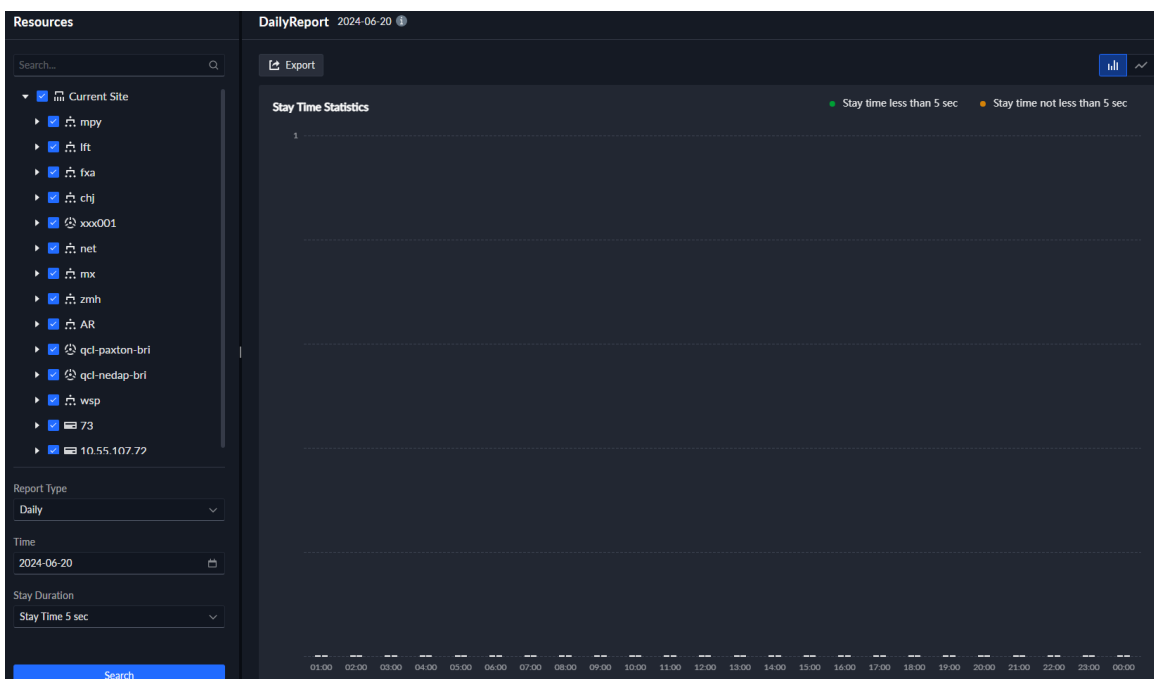 Resources
Search...
Current Site
mpy
lft
fxa
chj
xxx001
net
mx
zmh
AR
qcl-paxton-bri
qcl-nedap-bri
wsp
73
10.55.107.72
Report Type
Daily
Time
2024-06-20
Stay Duration
Stay Time 5 sec
Search
DailyReport 2024-06-20
Export
Stay Time Statistics
Stay time less than 5 sec Stay time not less than 5 sec
1
-- -- -- -- -- -- -- -- -- -- -- -- -- -- -- -- -- -- -- -- -- -- -- --
01:00 02:00 03:00 04:00 05:00 06:00 07:00 08:00 09:00 10:00 11:00 12:00 13:00 14:00 15:00 16:00 17:00 18:00 19:00 20:00 21:00 22:00 23:00 00:00